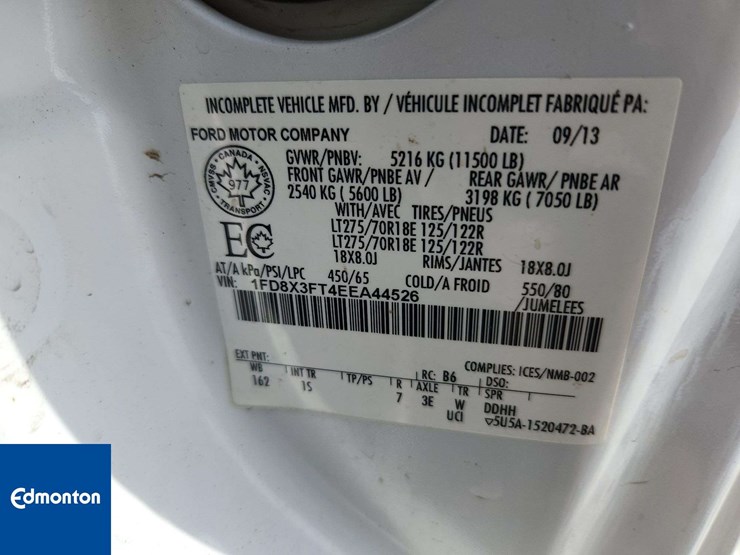 INCOMPLETE VEHICLE MFD. BY / VÉHICULE INCOMPLET FABRIQUÉ PA:
FORD MOTOR COMPANY DATE: 09/13
GVWR/PNBV: 5216 KG (11500 LB)
FRONT GAWR/PNBE AV / REAR GAWR/ PNBE AR
2540 KG ( 5600 LB) 3198 KG ( 7050 LB)
WITH/AVEC TIRES/PNEUS
LT275/70R18E 125/122R
LT275/70R18E 125/122R
18X8.0J RIMS/JANTES 18X8.0J
AT/A kPa/PSI/LPC 450/65 COLD/A FROID 550/80
VIN: 1FD8X3FT4EEA44526 /JUMELEES
CANADA
CMVSS NSVAC
977
TRANSPORT
EC
EXT PNT: RC: B6 DSO: COMPLIES: ICES/NMB-002
WB INT TR TP/PS R AXLE TR SPR
162 15 7 3E W DDHH
UCI ▽5U5A-1520472-BA
Edmonton